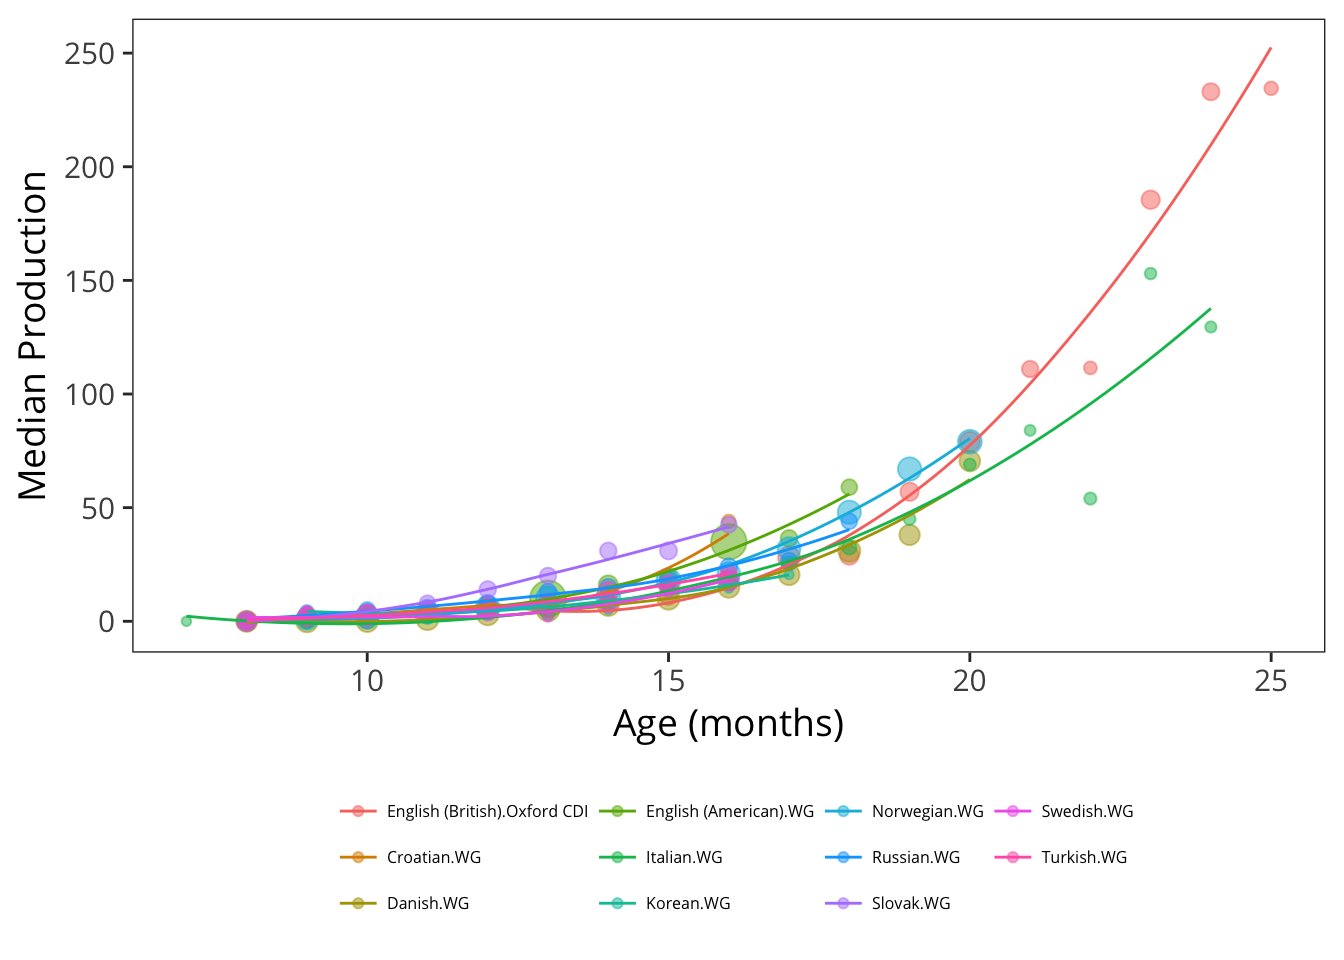 250
200
150
100
50
0
Median Production
10 15 20 25
Age (months)
English (British).Oxford CDI English (American).WG Norwegian.WG Swedish.WG
Croatian.WG Italian.WG Russian.WG Turkish.WG
Danish.WG Korean.WG Slovak.WG